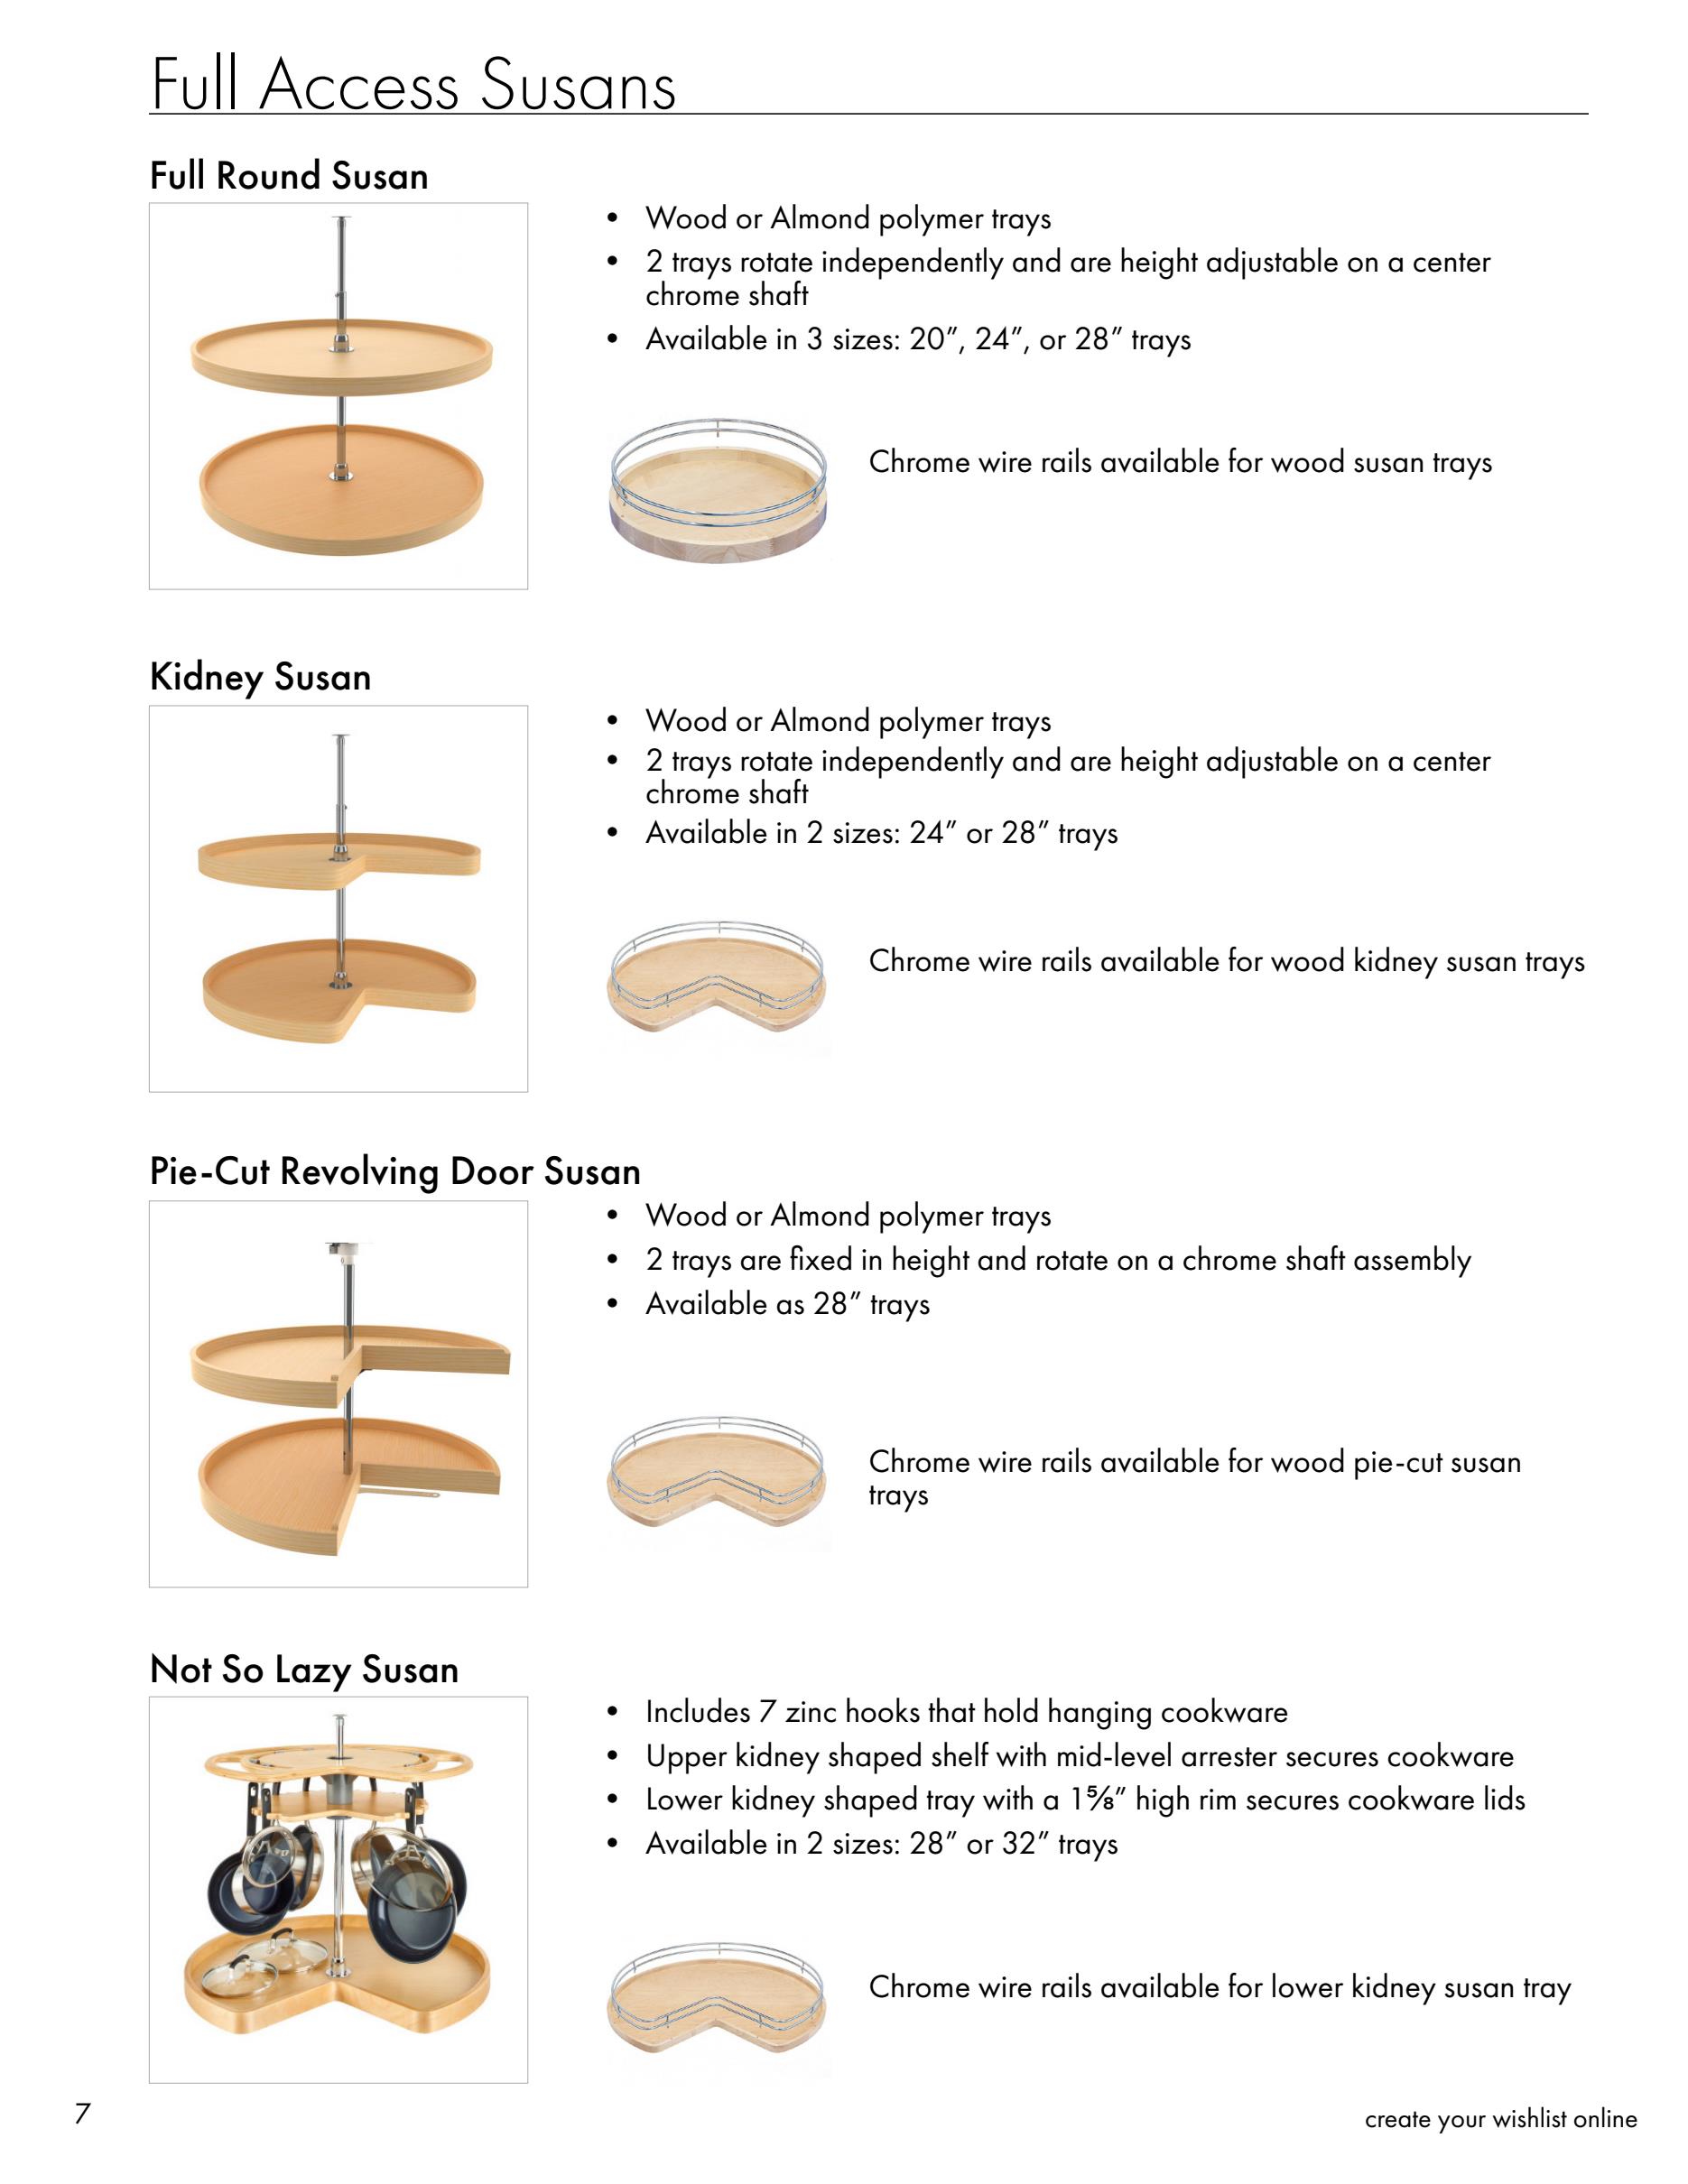 Full Access Susans
Full Round Susan
• Wood or Almond polymer trays
• 2 trays rotate independently and are height adjustable on a center
chrome shaft
• Available in 3 sizes: 20”, 24”, or 28” trays
Chrome wire rails available for wood susan trays
Kidney Susan
• Wood or Almond polymer trays
• 2 trays rotate independently and are height adjustable on a center
chrome shaft
• Available in 2 sizes: 24” or 28” trays
Chrome wire rails available for wood kidney susan trays
Pie-Cut Revolving Door Susan
• Wood or Almond polymer trays
• 2 trays are fixed in height and rotate on a chrome shaft assembly
• Available as 28” trays
Chrome wire rails available for wood pie-cut susan
trays
Not So Lazy Susan
• Includes 7 zinc hooks that hold hanging cookware
• Upper kidney shaped shelf with mid-level arrester secures cookware
• Lower kidney shaped tray with a 1⅝” high rim secures cookware lids
• Available in 2 sizes: 28” or 32” trays
Chrome wire rails available for lower kidney susan tray
7
create your wishlist online